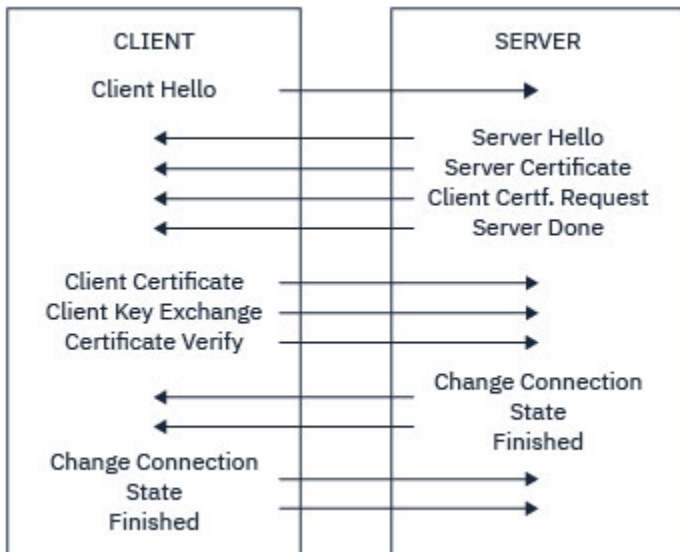 CLIENT
SERVER
Client Hello
Server Hello
Server Certificate
Client Certf. Request
Server Done
Client Certificate
Client Key Exchange
Certificate Verify
Change Connection
State
Finished
Change Connection
State
Finished